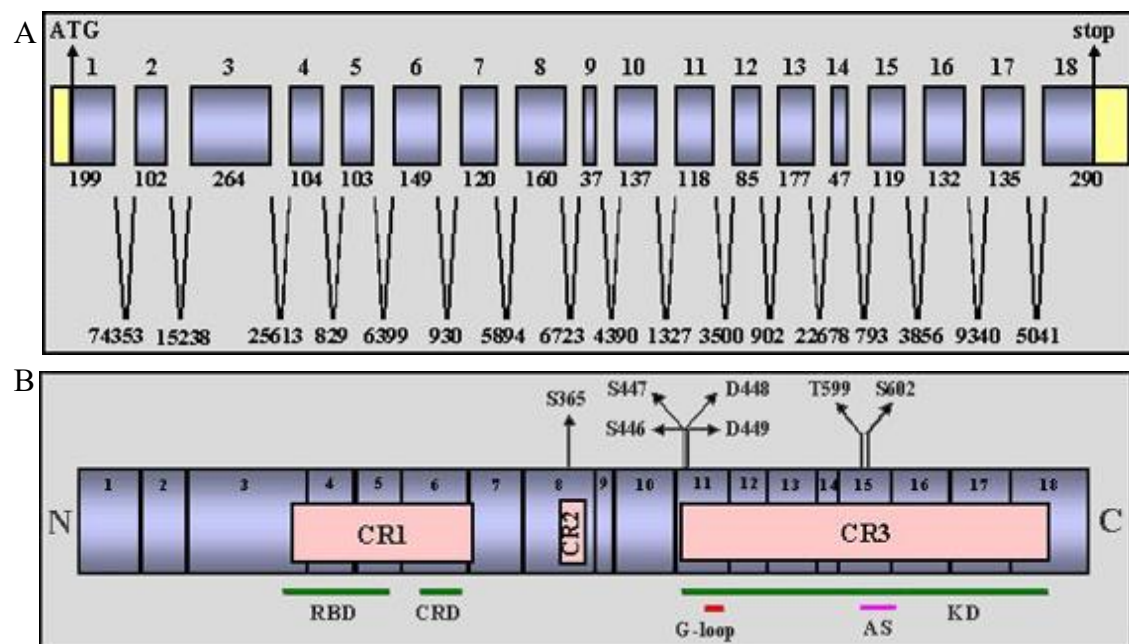 A
ATG stop
1 2 3 4 5 6 7 8 9 10 11 12 13 14 15 16 17 18
199 102 264 104 103 149 120 160 37 137 118 85 177 47 119 132 135 290
74353 15238 25613 829 6399 930 5894 6723 4390 1327 3500 902 22678 793 3856 9340 5041
B
S447 D448 T599 S602
S365
S446 D449
1 2 3 4 5 6 7 8 9 10 11 12 13 14 15 16 17 18
N CR1 CR2 CR3 C
RBD CRD KD
G-loop AS